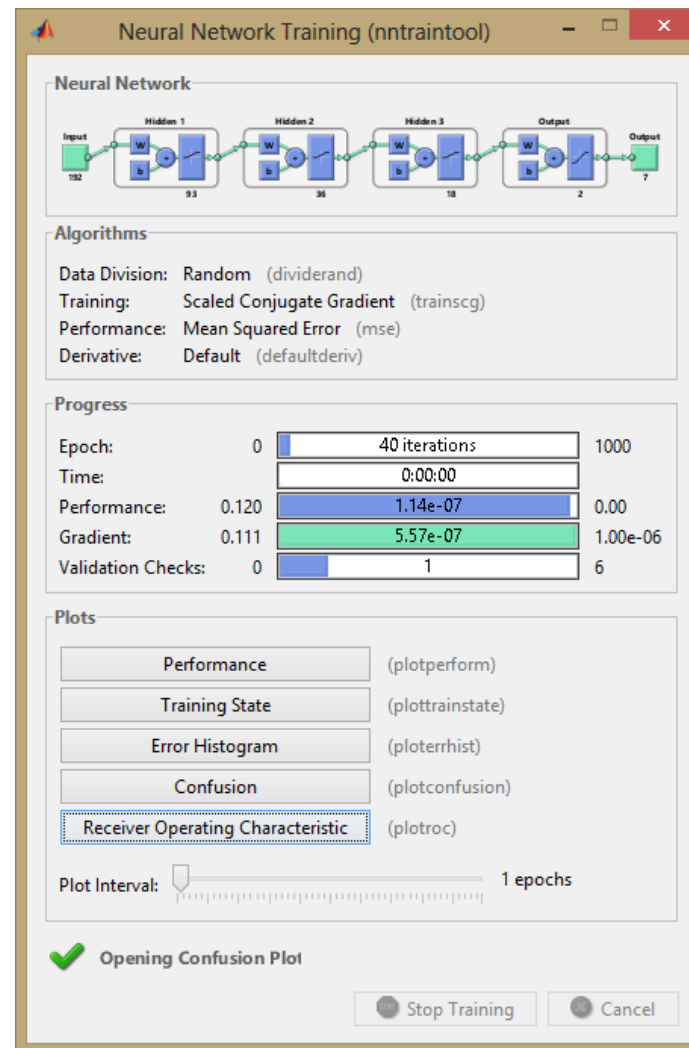 Neural Network Training (nntraintool)
Neural Network
Hidden 1 Hidden 2 Hidden 3 Output
Input Output
W W W W
+ + + +
b b b b
192 93 36 18 2 7
Algorithms
Data Division: Random (dividerand)
Training: Scaled Conjugate Gradient (trainscg)
Performance: Mean Squared Error (mse)
Derivative: Default (defaultderiv)
Progress
Epoch: 0 40 iterations 1000
Time: 0:00:00
Performance: 0.120 1.14e-07 0.00
Gradient: 0.111 5.57e-07 1.00e-06
Validation Checks: 0 1 6
Plots
Performance (plotperform)
Training State (plottrainstate)
Error Histogram (ploterrhist)
Confusion (plotconfusion)
Receiver Operating Characteristic (plotroc)
Plot Interval: 1 epochs
Opening Confusion Plot
Stop Training Cancel